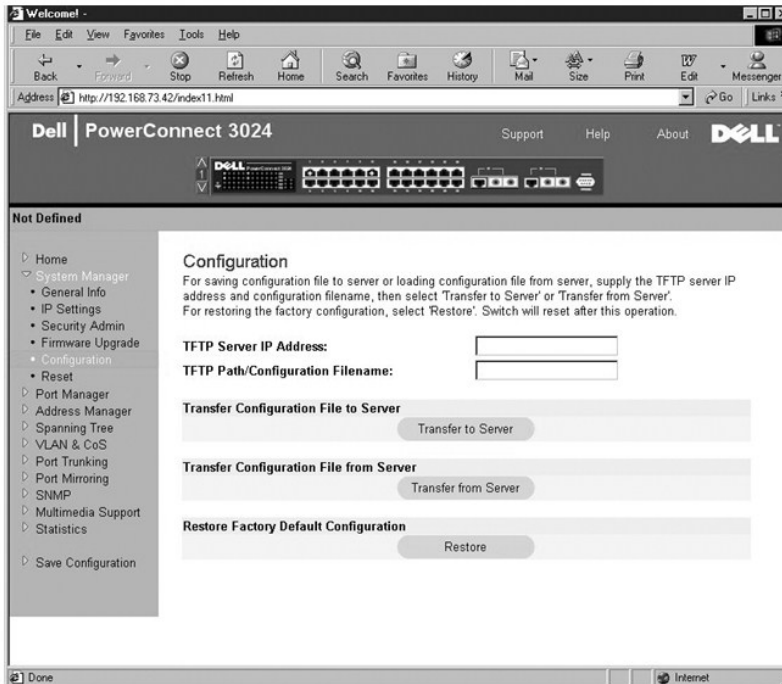 Welcome! -
File Edit View Favorites Tools Help
Back Forward Stop Refresh Home Search Favorites History Mail Size Print Edit Messenger
Address http://192.168.73.42/index11.html Go Links
Dell PowerConnect 3024 Support Help About DELL
DELL
1
Not Defined
Home
System Manager
General Info
IP Settings
Security Admin
Firmware Upgrade
Configuration
Reset
Port Manager
Address Manager
Spanning Tree
VLAN & CoS
Port Trunking
Port Mirroring
SNMP
Multimedia Support
Statistics
Save Configuration
Configuration
For saving configuration file to server or loading configuration file from server, supply the TFTP server IP
address and configuration filename, then select 'Transfer to Server' or 'Transfer from Server'.
For restoring the factory configuration, select 'Restore'. Switch will reset after this operation.
TFTP Server IP Address:
TFTP Path/Configuration Filename:
Transfer Configuration File to Server
Transfer to Server
Transfer Configuration File from Server
Transfer from Server
Restore Factory Default Configuration
Restore
Done Internet